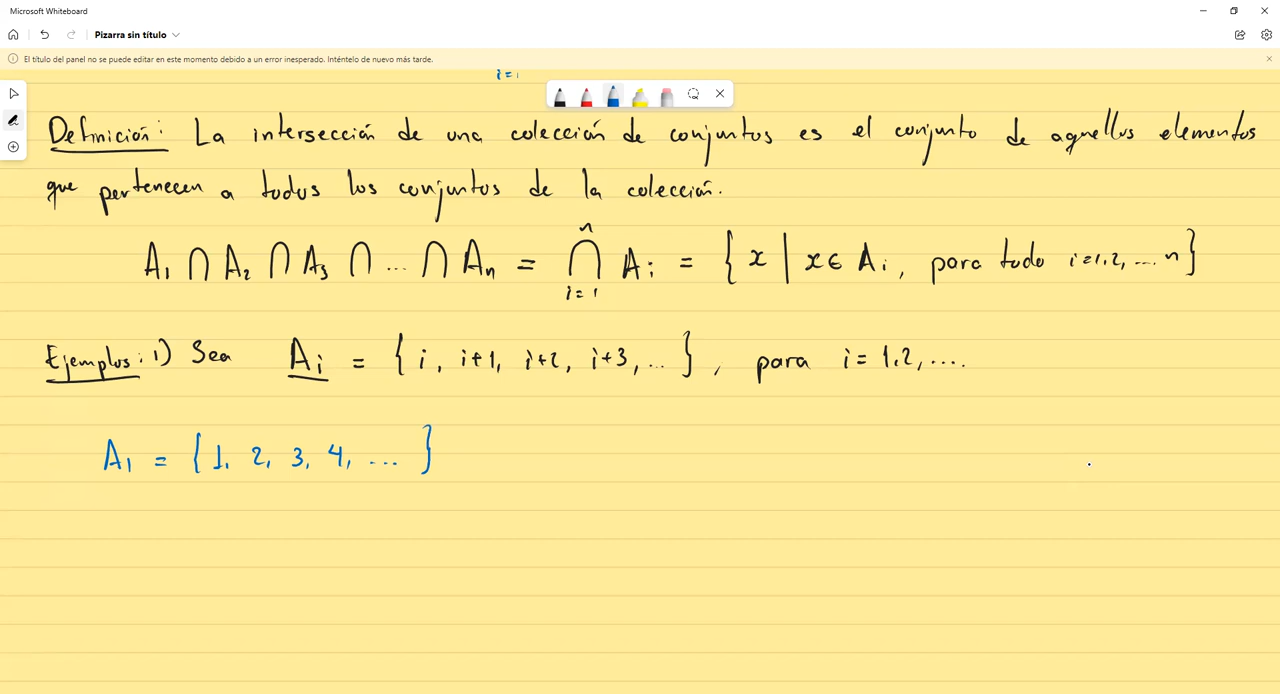 Microsoft Whiteboard
Pizarra sin título
El título del panel no se puede editar en este momento debido a un error inesperado. Inténtelo de nuevo más tarde.
i = 1
Definición: La intersección de una colección de conjuntos es el conjunto de aquellos elementos
que pertenecen a todos los conjuntos de la colección.
A₁ ⋂ A₂ ⋂ A₃ ⋂ ... ⋂ Aₙ = ⋂ⁿᵢ₌₁ Aᵢ = { x | x ∈ Aᵢ, para todo i=1,2, ... n }
Ejemplos: 1) Sea Aᵢ = { i, i+1, i+2, i+3, ... }, para i = 1,2, ....
A₁ = { 1, 2, 3, 4, ... }